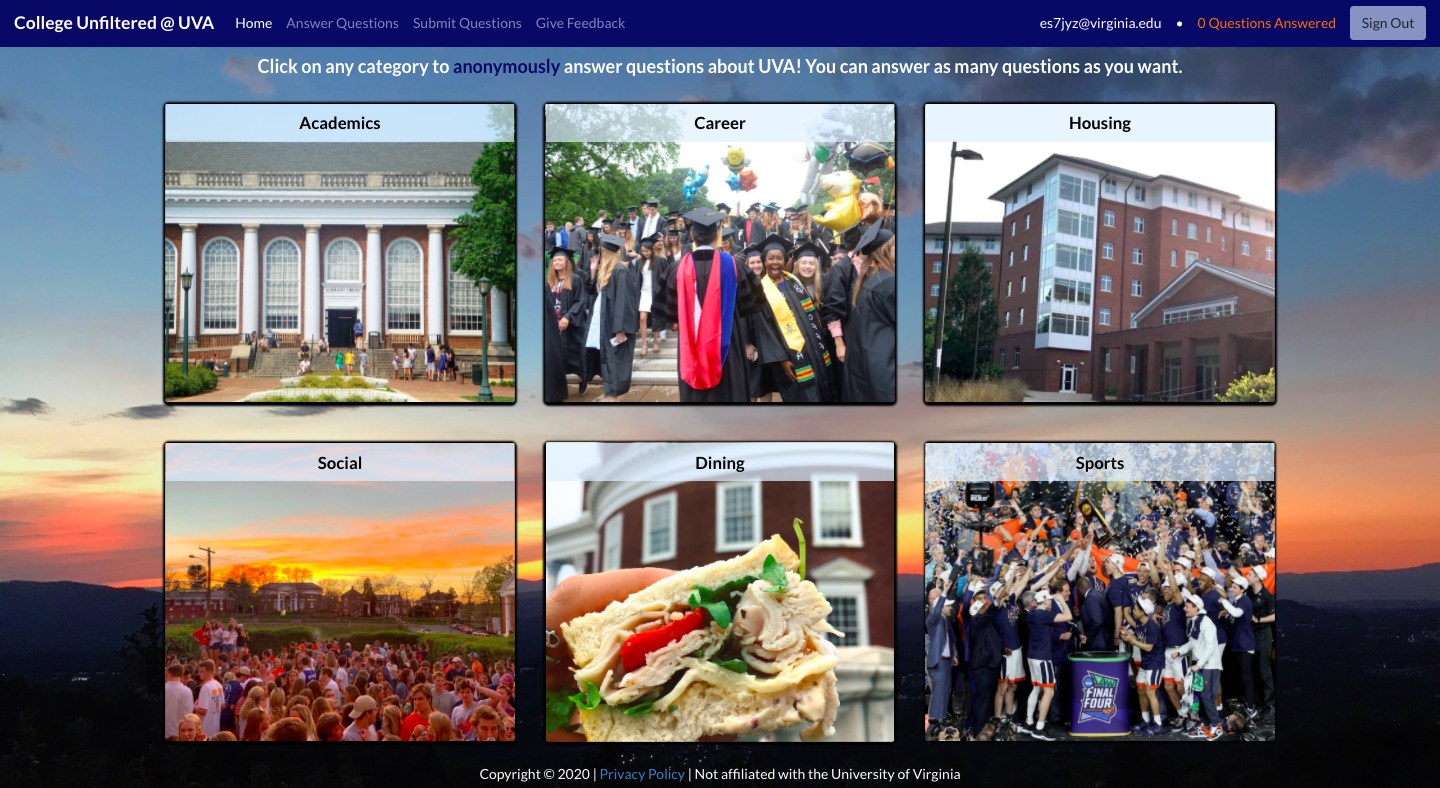 College Unfiltered @ UVA Home Answer Questions Submit Questions Give Feedback es7jyz@virginia.edu • 0 Questions Answered Sign Out
Click on any category to anonymously answer questions about UVA! You can answer as many questions as you want.
Academics Career Housing
Social Dining Sports
FINAL
FOUR
Copyright © 2020 | Privacy Policy | Not affiliated with the University of Virginia